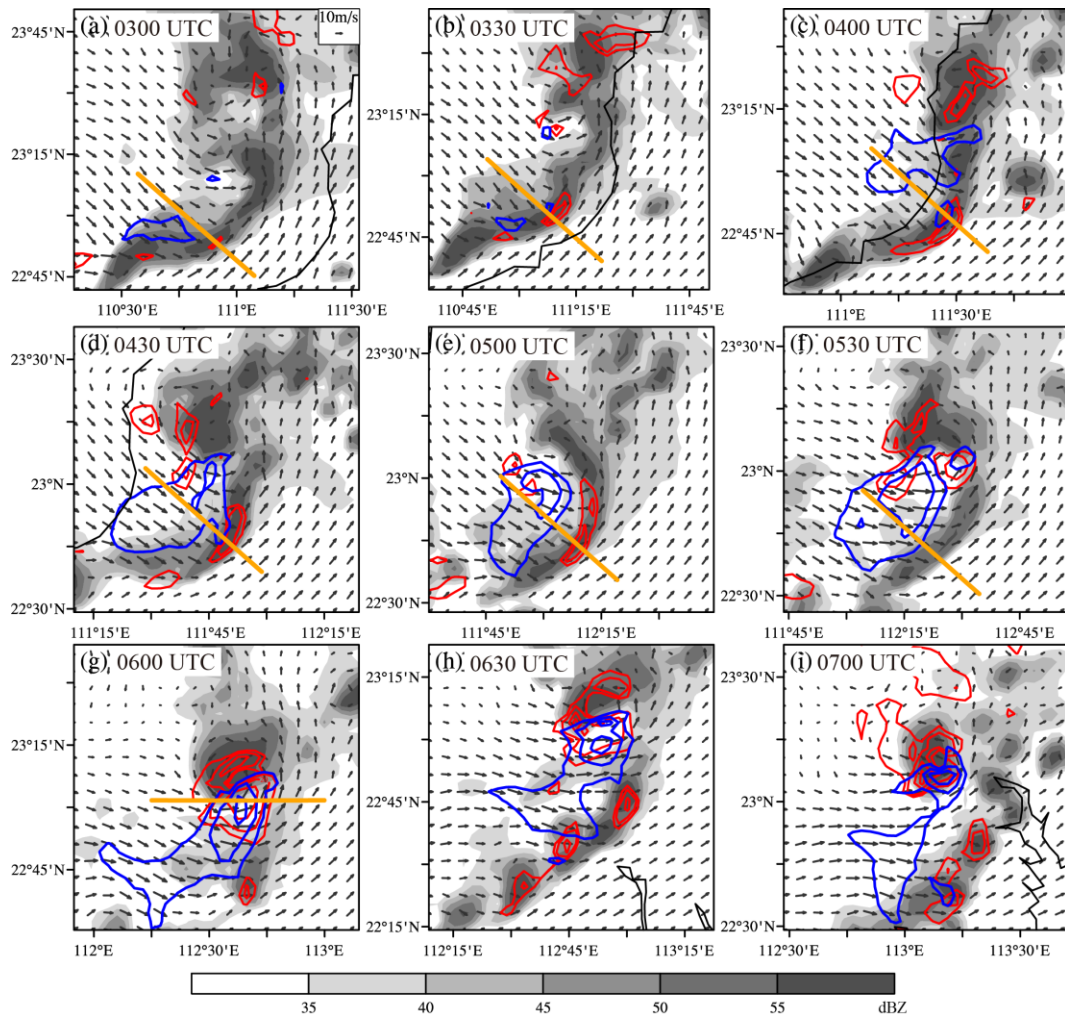 (a) 0300 UTC
10m/s
23°45'N
23°15'N
22°45'N
110°30'E 111°E 111°30'E
(b) 0330 UTC
23°45'N
23°15'N
22°45'N
110°45'E 111°15'E 111°45'E
(c) 0400 UTC
23°15'N
22°45'N
111°E 111°30'E
(d) 0430 UTC
23°30'N
23°N
22°30'N
111°15'E 111°45'E 112°15'E
(e) 0500 UTC
23°30'N
23°N
22°30'N
111°45'E 112°15'E
(f) 0530 UTC
23°30'N
23°N
22°30'N
111°45'E 112°15'E 112°45'E
(g) 0600 UTC
23°15'N
22°45'N
112°E 112°30'E 113°E
(h) 0630 UTC
23°15'N
22°45'N
22°15'N
112°15'E 112°45'E 113°15'E
(i) 0700 UTC
23°30'N
23°N
22°30'N
112°30'E 113°E 113°30'E
35 40 45 50 55 dBZ